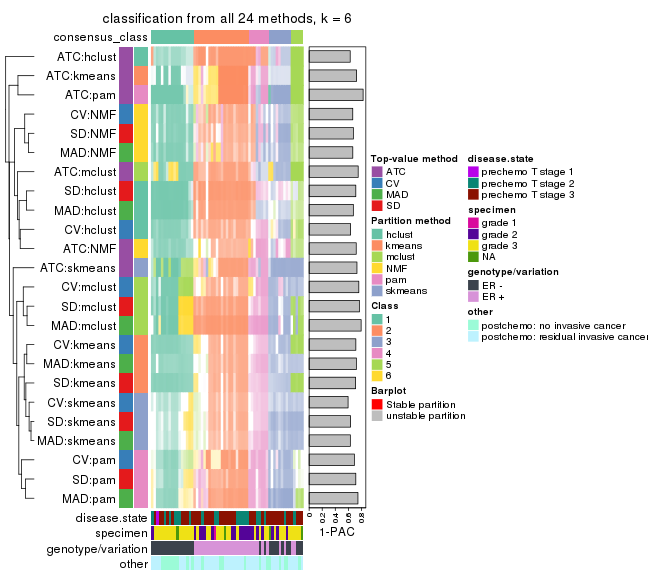 classification from all 24 methods, k = 6
consensus_class
ATC:hclust
ATC:kmeans
ATC:pam
CV:NMF
SD:NMF
MAD:NMF
ATC:mclust
SD:hclust
MAD:hclust
CV:hclust
ATC:NMF
ATC:skmeans
CV:mclust
SD:mclust
MAD:mclust
CV:kmeans
MAD:kmeans
SD:kmeans
CV:skmeans
SD:skmeans
MAD:skmeans
CV:pam
SD:pam
MAD:pam
disease.state
specimen
genotype/variation
other
0
0.2
0.4
0.6
0.8
1-PAC
Top-value method
ATC
CV
MAD
SD
Partition method
hclust
kmeans
mclust
NMF
pam
skmeans
Class
1
2
3
4
5
6
Barplot
Stable partition
unstable partition
disease.state
prechemo T stage 1
prechemo T stage 2
prechemo T stage 3
specimen
grade 1
grade 2
grade 3
NA
genotype/variation
ER -
ER +
other
postchemo: no invasive cancer
postchemo: residual invasive cancer